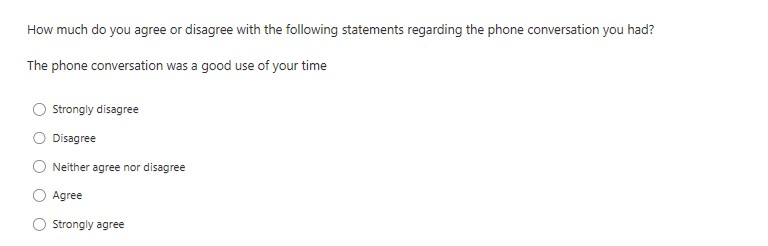 How much do you agree or disagree with the following statements regarding the phone conversation you had?
The phone conversation was a good use of your time
Strongly disagree
Disagree
Neither agree nor disagree
Agree
Strongly agree